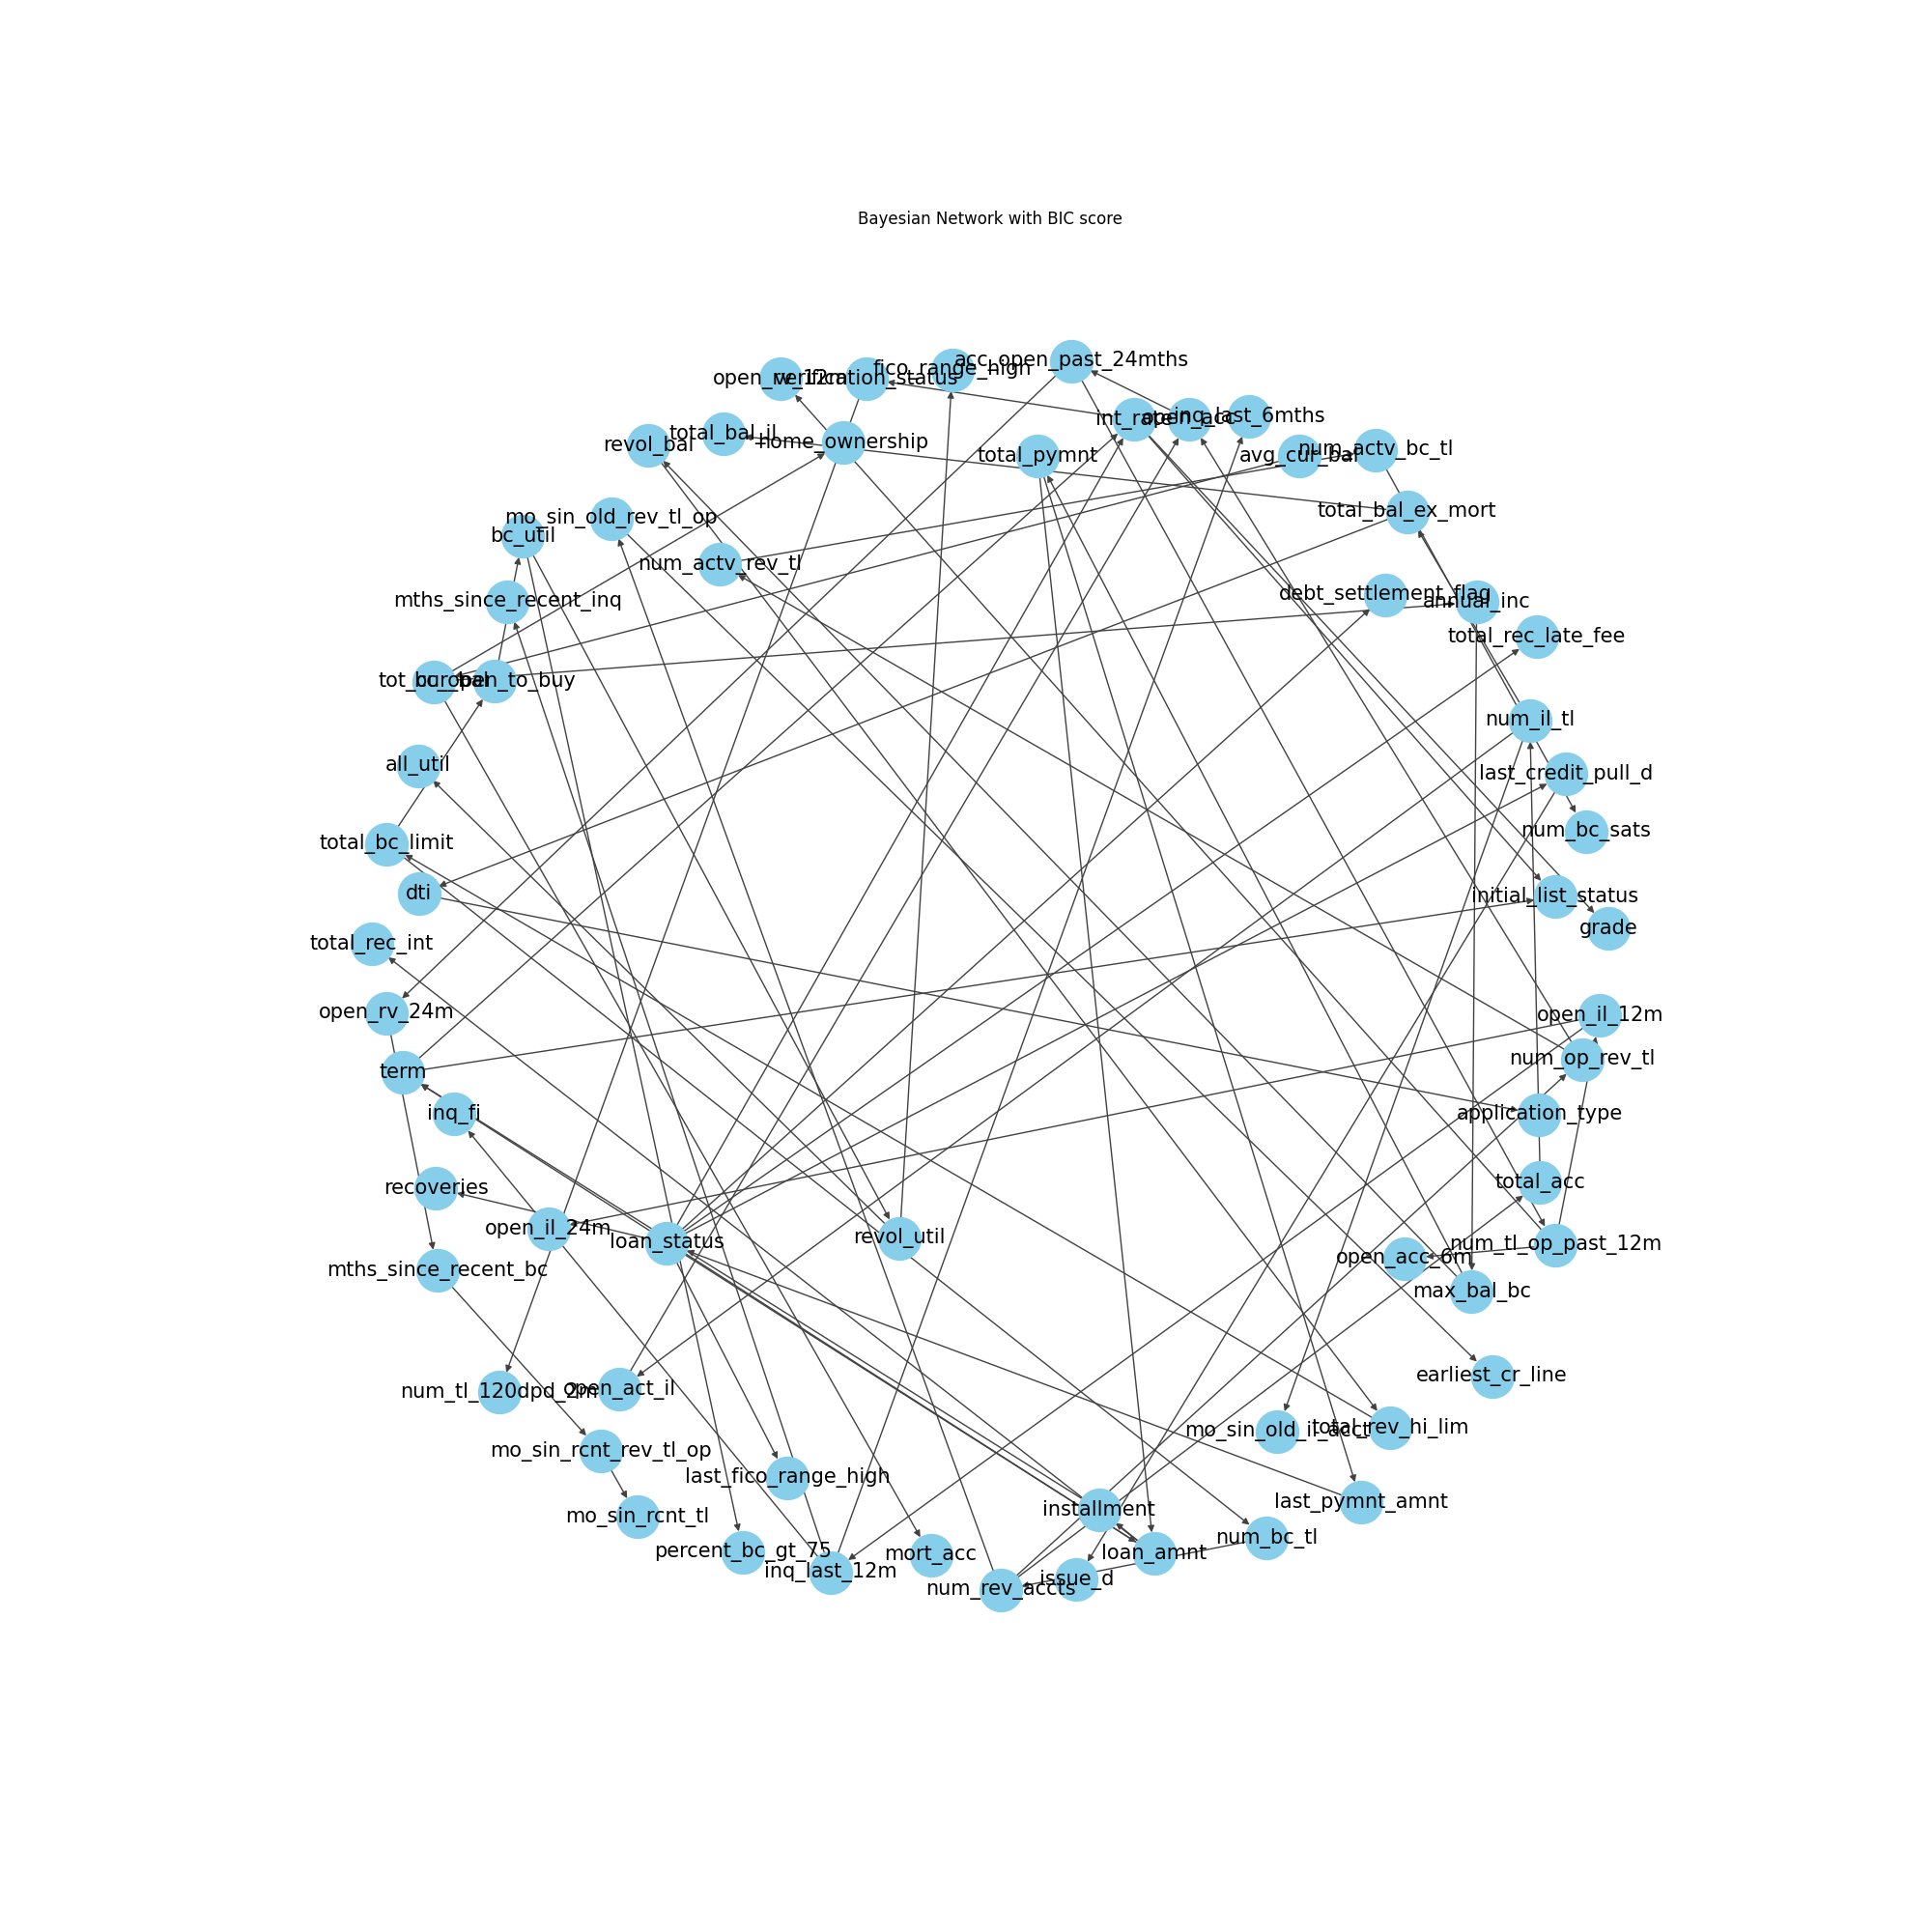 Bayesian Network with BIC score
acc_open_past_24mths
fico_range_high
open_rv_12m
verification_status
inq_last_6mths
int_rate
open_acc
total_bal_il
home_ownership
revol_bal
num_actv_bc_tl
total_pymnt
avg_cur_bal
total_bal_ex_mort
mo_sin_old_rev_tl_op
bc_util
num_actv_rev_tl
debt_settlement_flag
mths_since_recent_inq
annual_inc
total_rec_late_fee
tot_cur_bal
bc_open_to_buy
num_il_tl
all_util
last_credit_pull_d
num_bc_sats
total_bc_limit
dti
initial_list_status
grade
total_rec_int
open_rv_24m
open_il_12m
num_op_rev_tl
term
inq_fi
application_type
recoveries
total_acc
open_il_24m
loan_status
revol_util
num_tl_op_past_12m
open_acc_6m
mths_since_recent_bc
max_bal_bc
earliest_cr_line
num_tl_120dpd_2m
open_act_il
mo_sin_old_il_acct
total_rev_hi_lim
mo_sin_rcnt_rev_tl_op
last_fico_range_high
last_pymnt_amnt
installment
mo_sin_rcnt_tl
num_bc_tl
percent_bc_gt_75
mort_acc
loan_amnt
inq_last_12m
issue_d
num_rev_accts